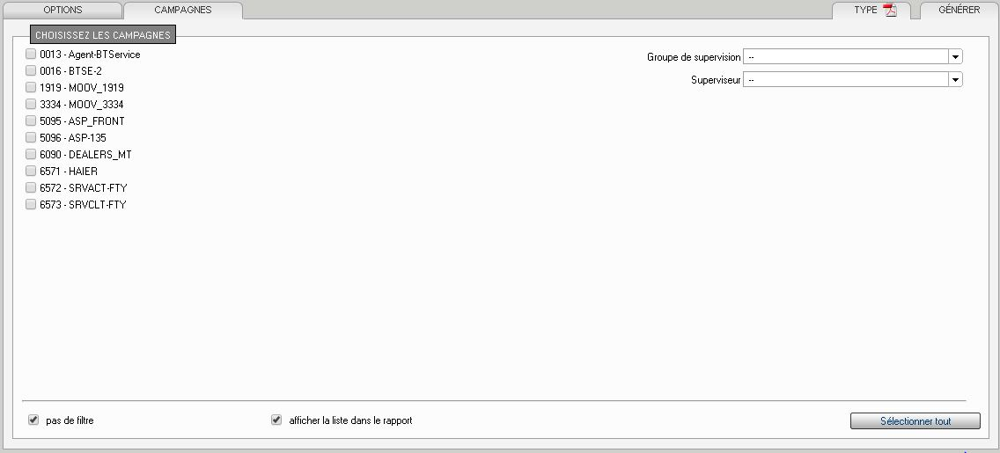 OPTIONS
CAMPAGNES
TYPE
GÉNÉRER
CHOISISSEZ LES CAMPAGNES
0013 - Agent-BTService
0016 - BTSE-2
1919 - MOOV_1919
3334 - MOOV_3334
5095 - ASP_FRONT
5096 - ASP-135
6090 - DEALERS_MT
6571 - HAIER
6572 - SRVACT-FTY
6573 - SRVCLT-FTY
Groupe de supervision --
Superviseur --
pas de filtre
afficher la liste dans le rapport
Sélectionner tout